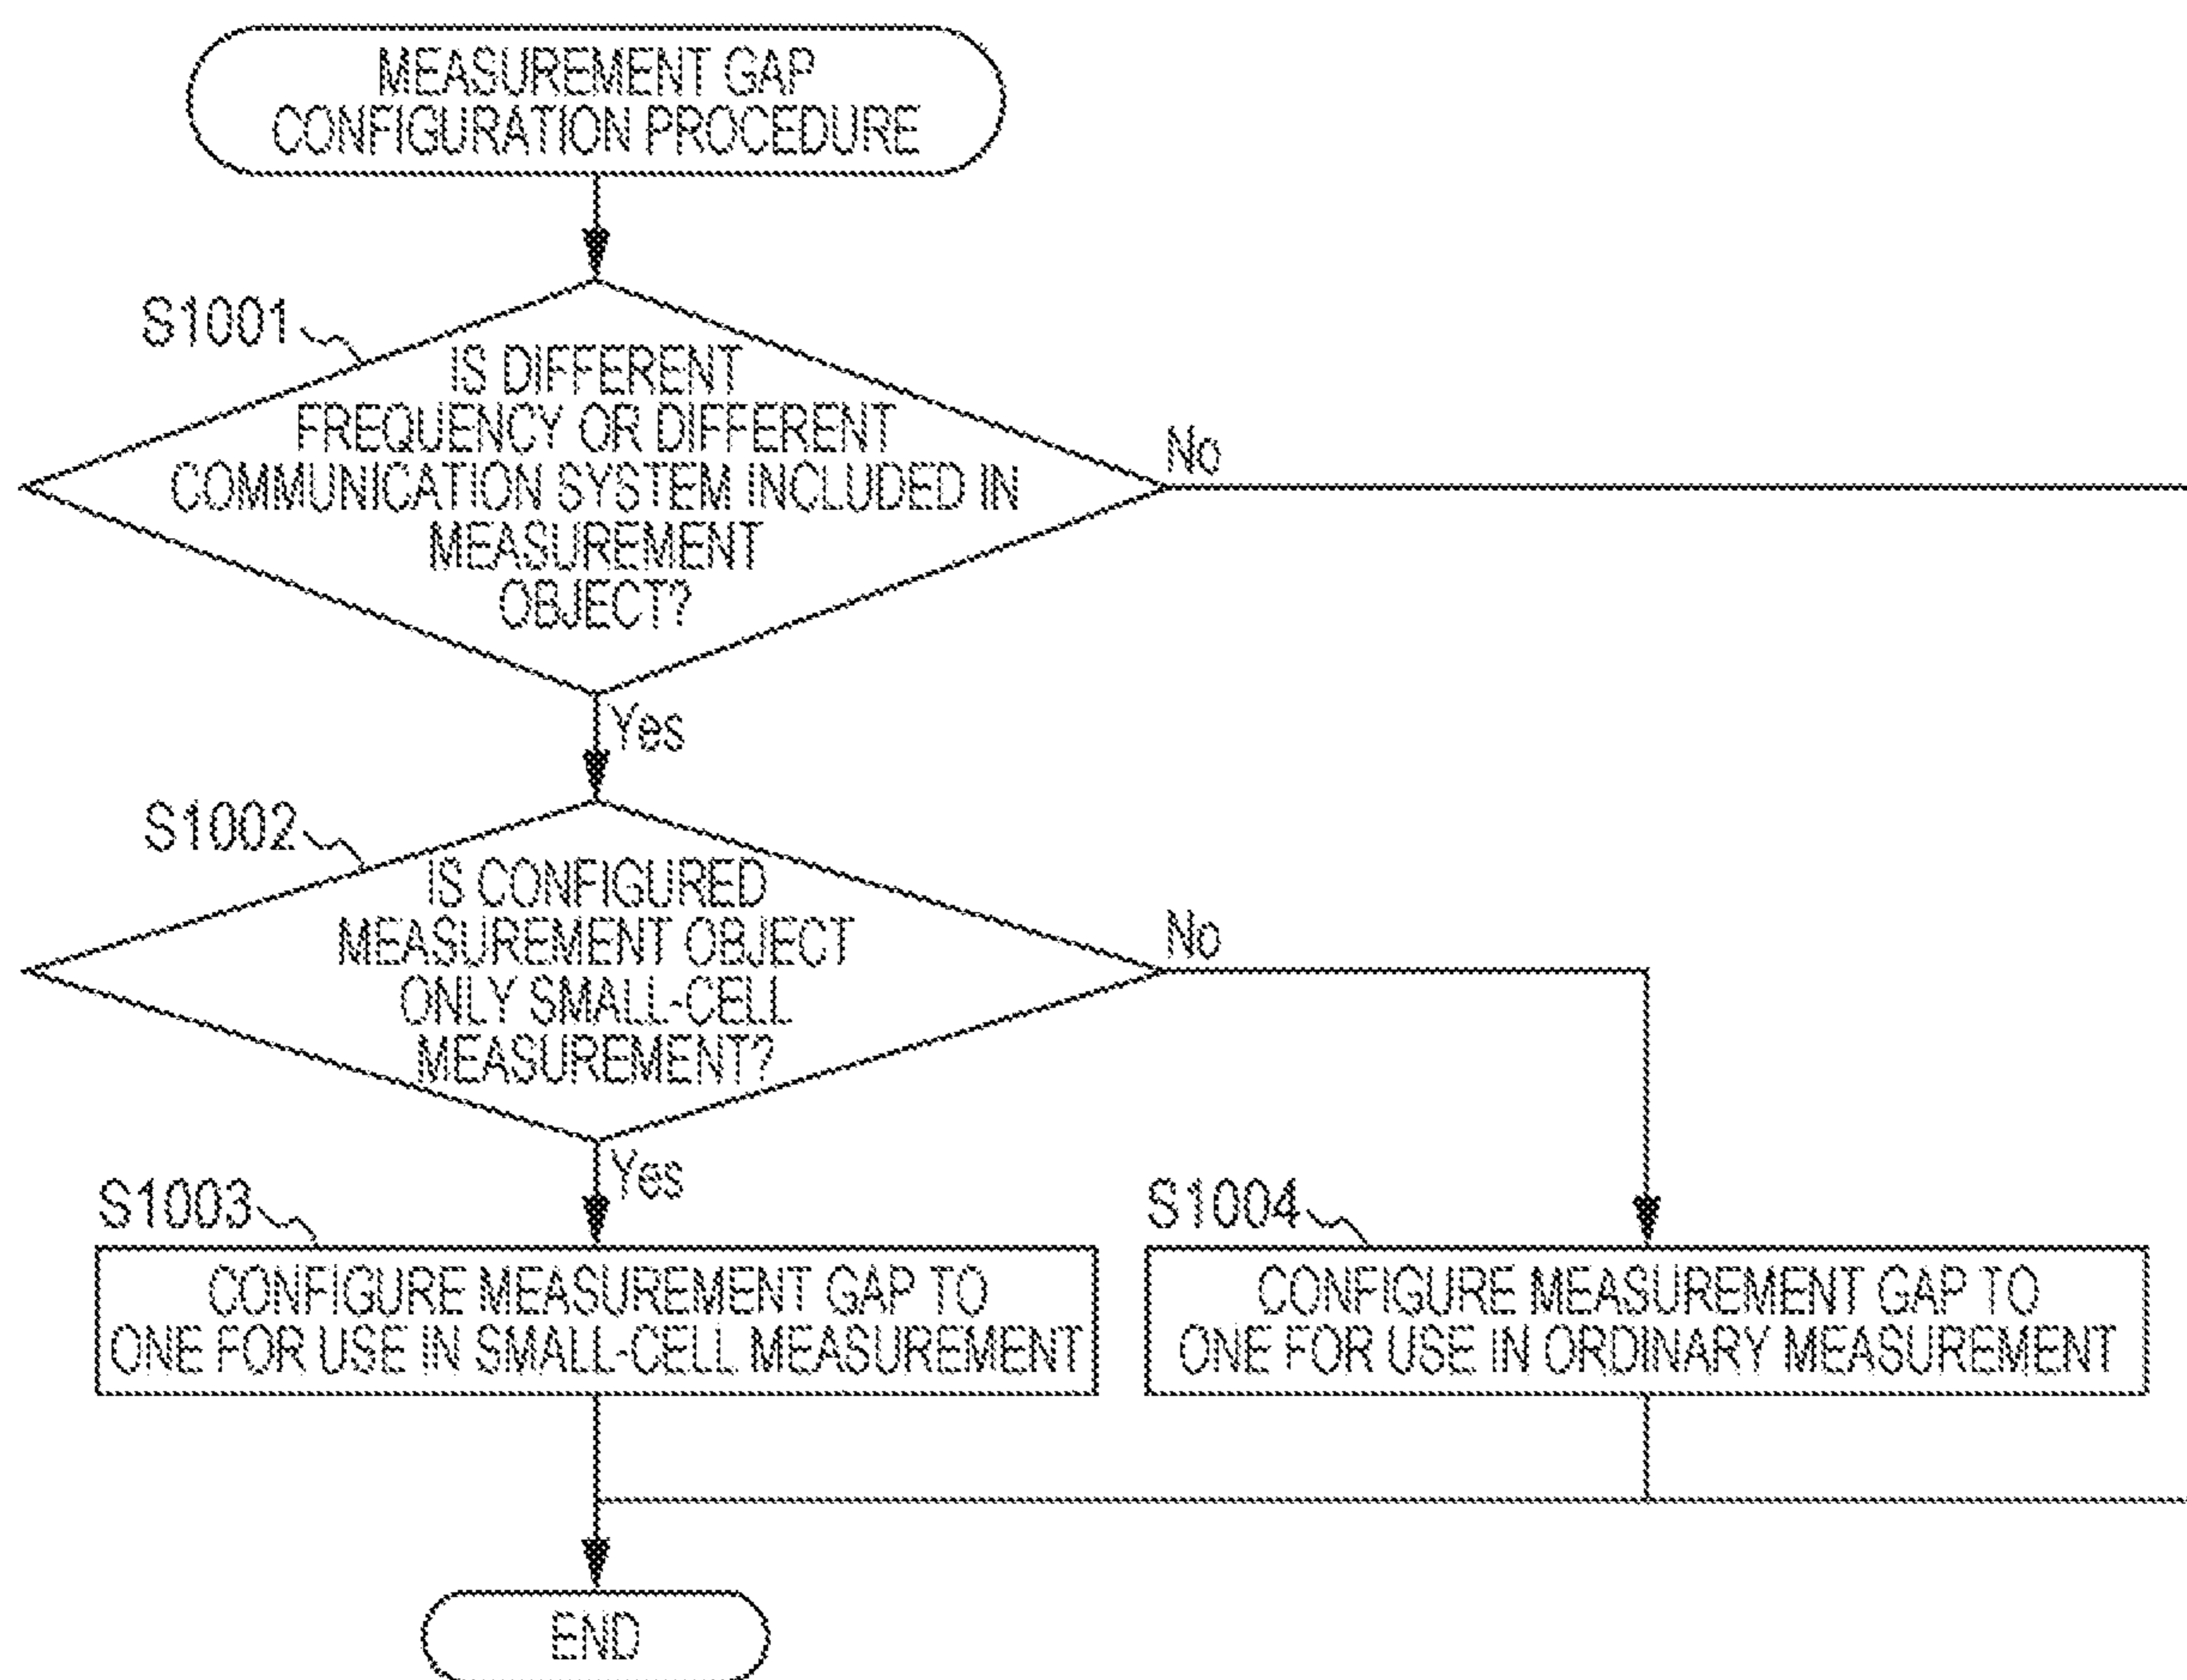 MEASUREMENT GAP
CONFIGURATION PROCEDURE
S1001
IS DIFFERENT
FREQUENCY OR DIFFERENT
COMMUNICATION SYSTEM INCLUDED IN
MEASUREMENT
OBJECT?
No
Yes
S1002
IS CONFIGURED
MEASUREMENT OBJECT
ONLY SMALL-CELL
MEASUREMENT?
No
Yes
S1003
CONFIGURE MEASUREMENT GAP TO
ONE FOR USE IN SMALL-CELL MEASUREMENT
S1004
CONFIGURE MEASUREMENT GAP TO
ONE FOR USE IN ORDINARY MEASUREMENT
END